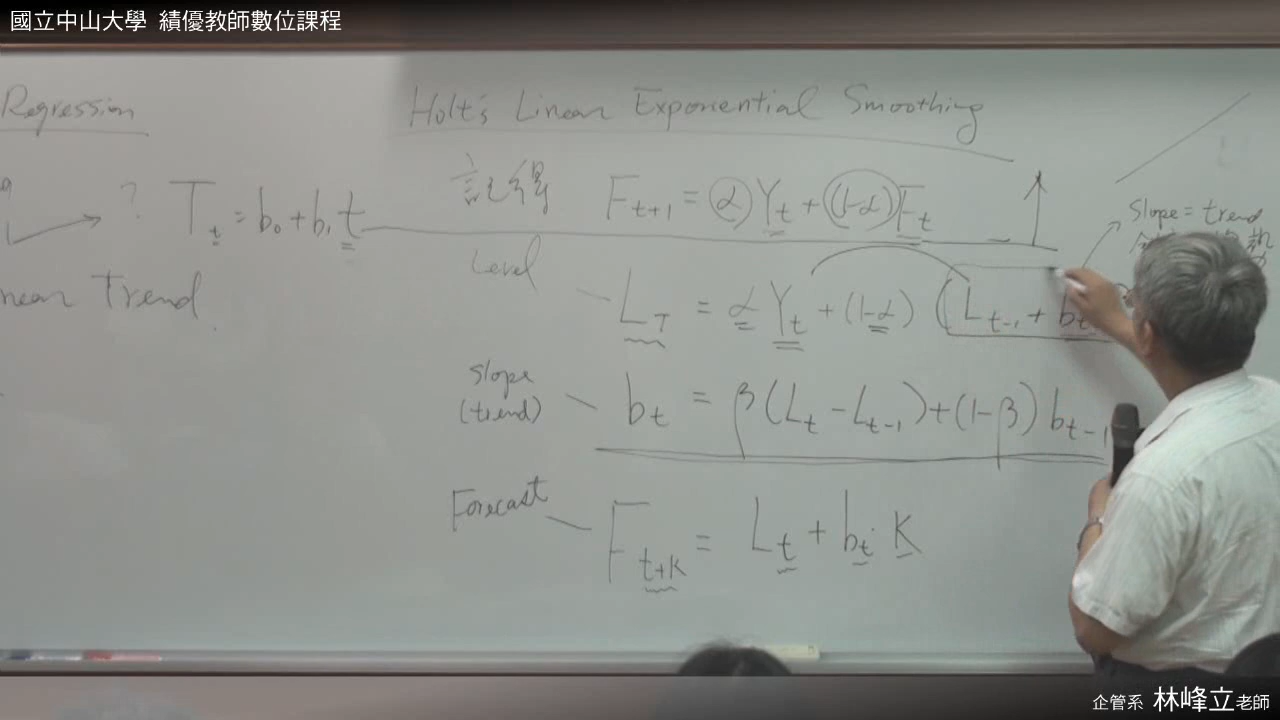 國立中山大學 績優教師數位課程
Regression
? T_t = b_0 + b_1 t
near Trend
Holt's Linear Exponential Smoothing
記得 F_{t+1} = α Y_t + (1-α) F_t
Level
L_T = α Y_t + (1-α) (L_{t-1} + b_t
Slope
(trend)
b_t = β (L_t - L_{t-1}) + (1-β) b_{t-1}
Forecast
F_{t+K} = L_t + b_t · K
Slope = trend
企管系 林峰立老師